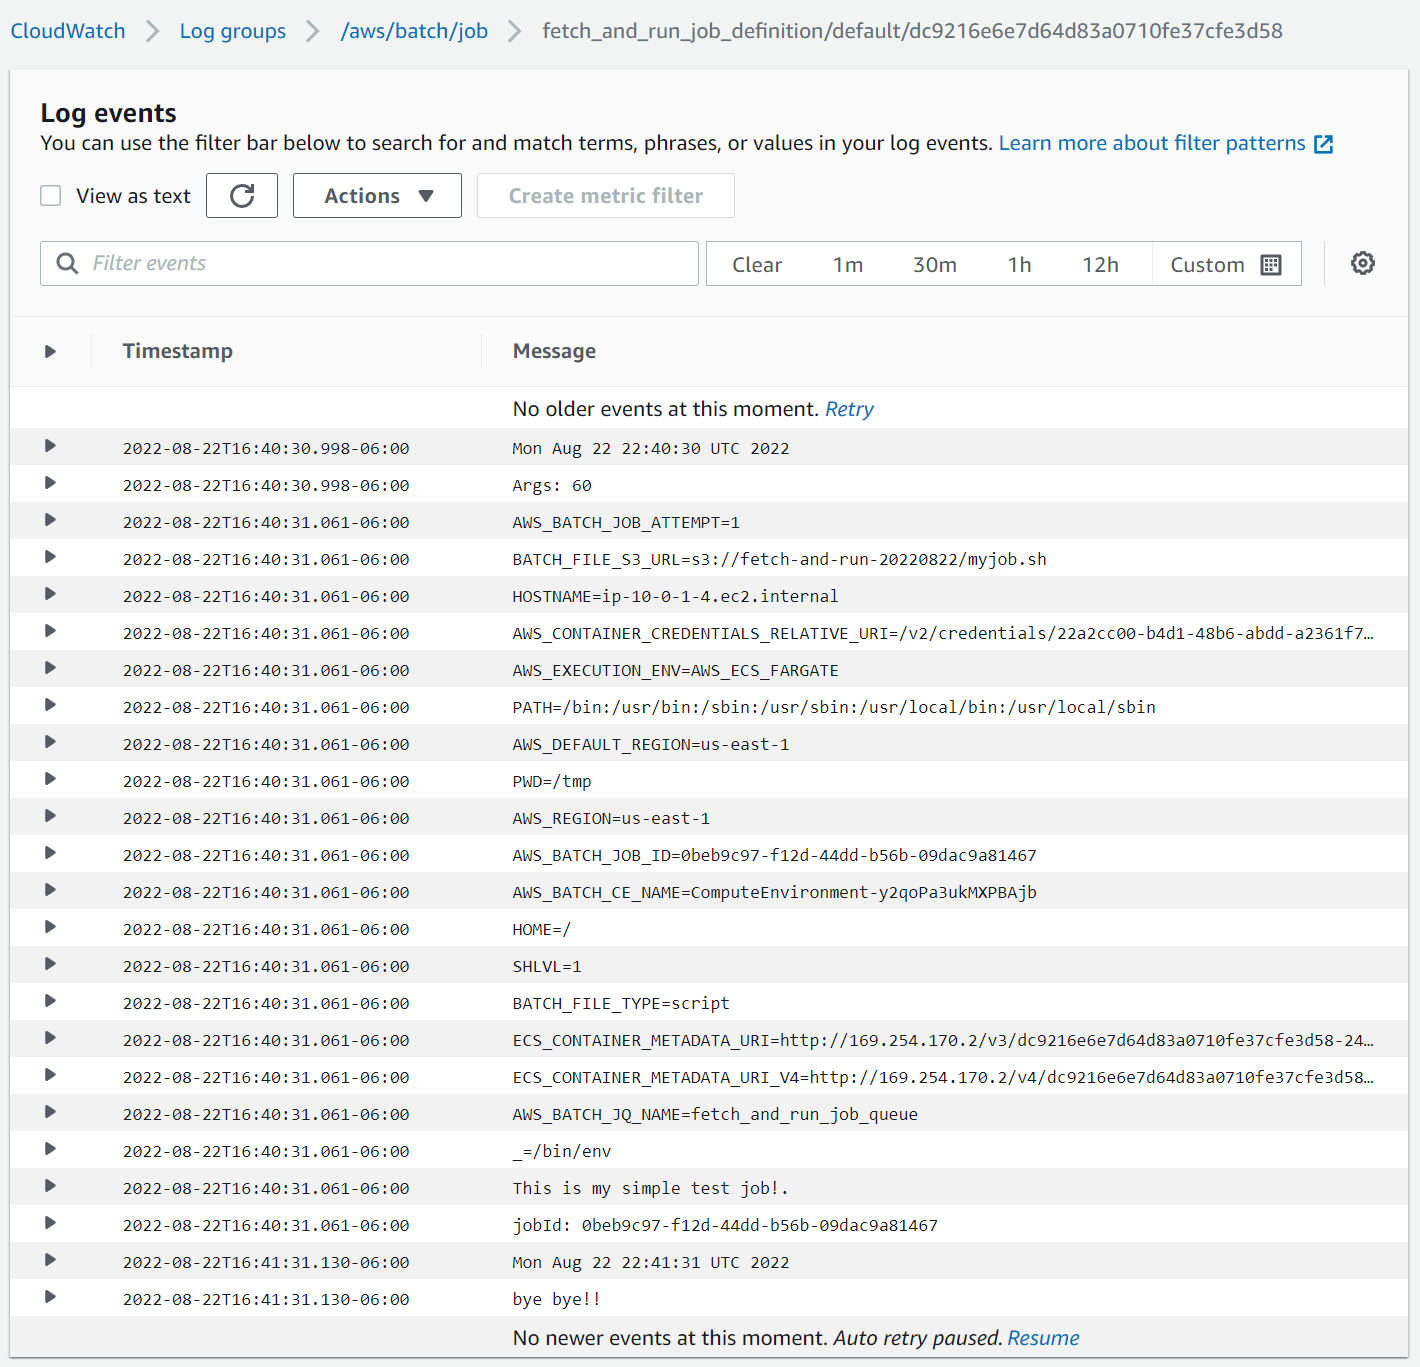 CloudWatch > Log groups > /aws/batch/job > fetch_and_run_job_definition/default/dc9216e6e7d64d83a0710fe37cfe3d58
Log events
You can use the filter bar below to search for and match terms, phrases, or values in your log events. Learn more about filter patterns
View as text Actions Create metric filter
Filter events Clear 1m 30m 1h 12h Custom
Timestamp Message
No older events at this moment. Retry
2022-08-22T16:40:30.998-06:00 Mon Aug 22 22:40:30 UTC 2022
2022-08-22T16:40:30.998-06:00 Args: 60
2022-08-22T16:40:31.061-06:00 AWS_BATCH_JOB_ATTEMPT=1
2022-08-22T16:40:31.061-06:00 BATCH_FILE_S3_URL=s3://fetch-and-run-20220822/myjob.sh
2022-08-22T16:40:31.061-06:00 HOSTNAME=ip-10-0-1-4.ec2.internal
2022-08-22T16:40:31.061-06:00 AWS_CONTAINER_CREDENTIALS_RELATIVE_URI=/v2/credentials/22a2cc00-b4d1-48b6-abdd-a2361f7…
2022-08-22T16:40:31.061-06:00 AWS_EXECUTION_ENV=AWS_ECS_FARGATE
2022-08-22T16:40:31.061-06:00 PATH=/bin:/usr/bin:/sbin:/usr/sbin:/usr/local/bin:/usr/local/sbin
2022-08-22T16:40:31.061-06:00 AWS_DEFAULT_REGION=us-east-1
2022-08-22T16:40:31.061-06:00 PWD=/tmp
2022-08-22T16:40:31.061-06:00 AWS_REGION=us-east-1
2022-08-22T16:40:31.061-06:00 AWS_BATCH_JOB_ID=0beb9c97-f12d-44dd-b56b-09dac9a81467
2022-08-22T16:40:31.061-06:00 AWS_BATCH_CE_NAME=ComputeEnvironment-y2qoPa3ukMXPBAjb
2022-08-22T16:40:31.061-06:00 HOME=/
2022-08-22T16:40:31.061-06:00 SHLVL=1
2022-08-22T16:40:31.061-06:00 BATCH_FILE_TYPE=script
2022-08-22T16:40:31.061-06:00 ECS_CONTAINER_METADATA_URI=http://169.254.170.2/v3/dc9216e6e7d64d83a0710fe37cfe3d58-24…
2022-08-22T16:40:31.061-06:00 ECS_CONTAINER_METADATA_URI_V4=http://169.254.170.2/v4/dc9216e6e7d64d83a0710fe37cfe3d58…
2022-08-22T16:40:31.061-06:00 AWS_BATCH_JQ_NAME=fetch_and_run_job_queue
2022-08-22T16:40:31.061-06:00 _=/bin/env
2022-08-22T16:40:31.061-06:00 This is my simple test job!.
2022-08-22T16:40:31.061-06:00 jobId: 0beb9c97-f12d-44dd-b56b-09dac9a81467
2022-08-22T16:41:31.130-06:00 Mon Aug 22 22:41:31 UTC 2022
2022-08-22T16:41:31.130-06:00 bye bye!!
No newer events at this moment. Auto retry paused. Resume